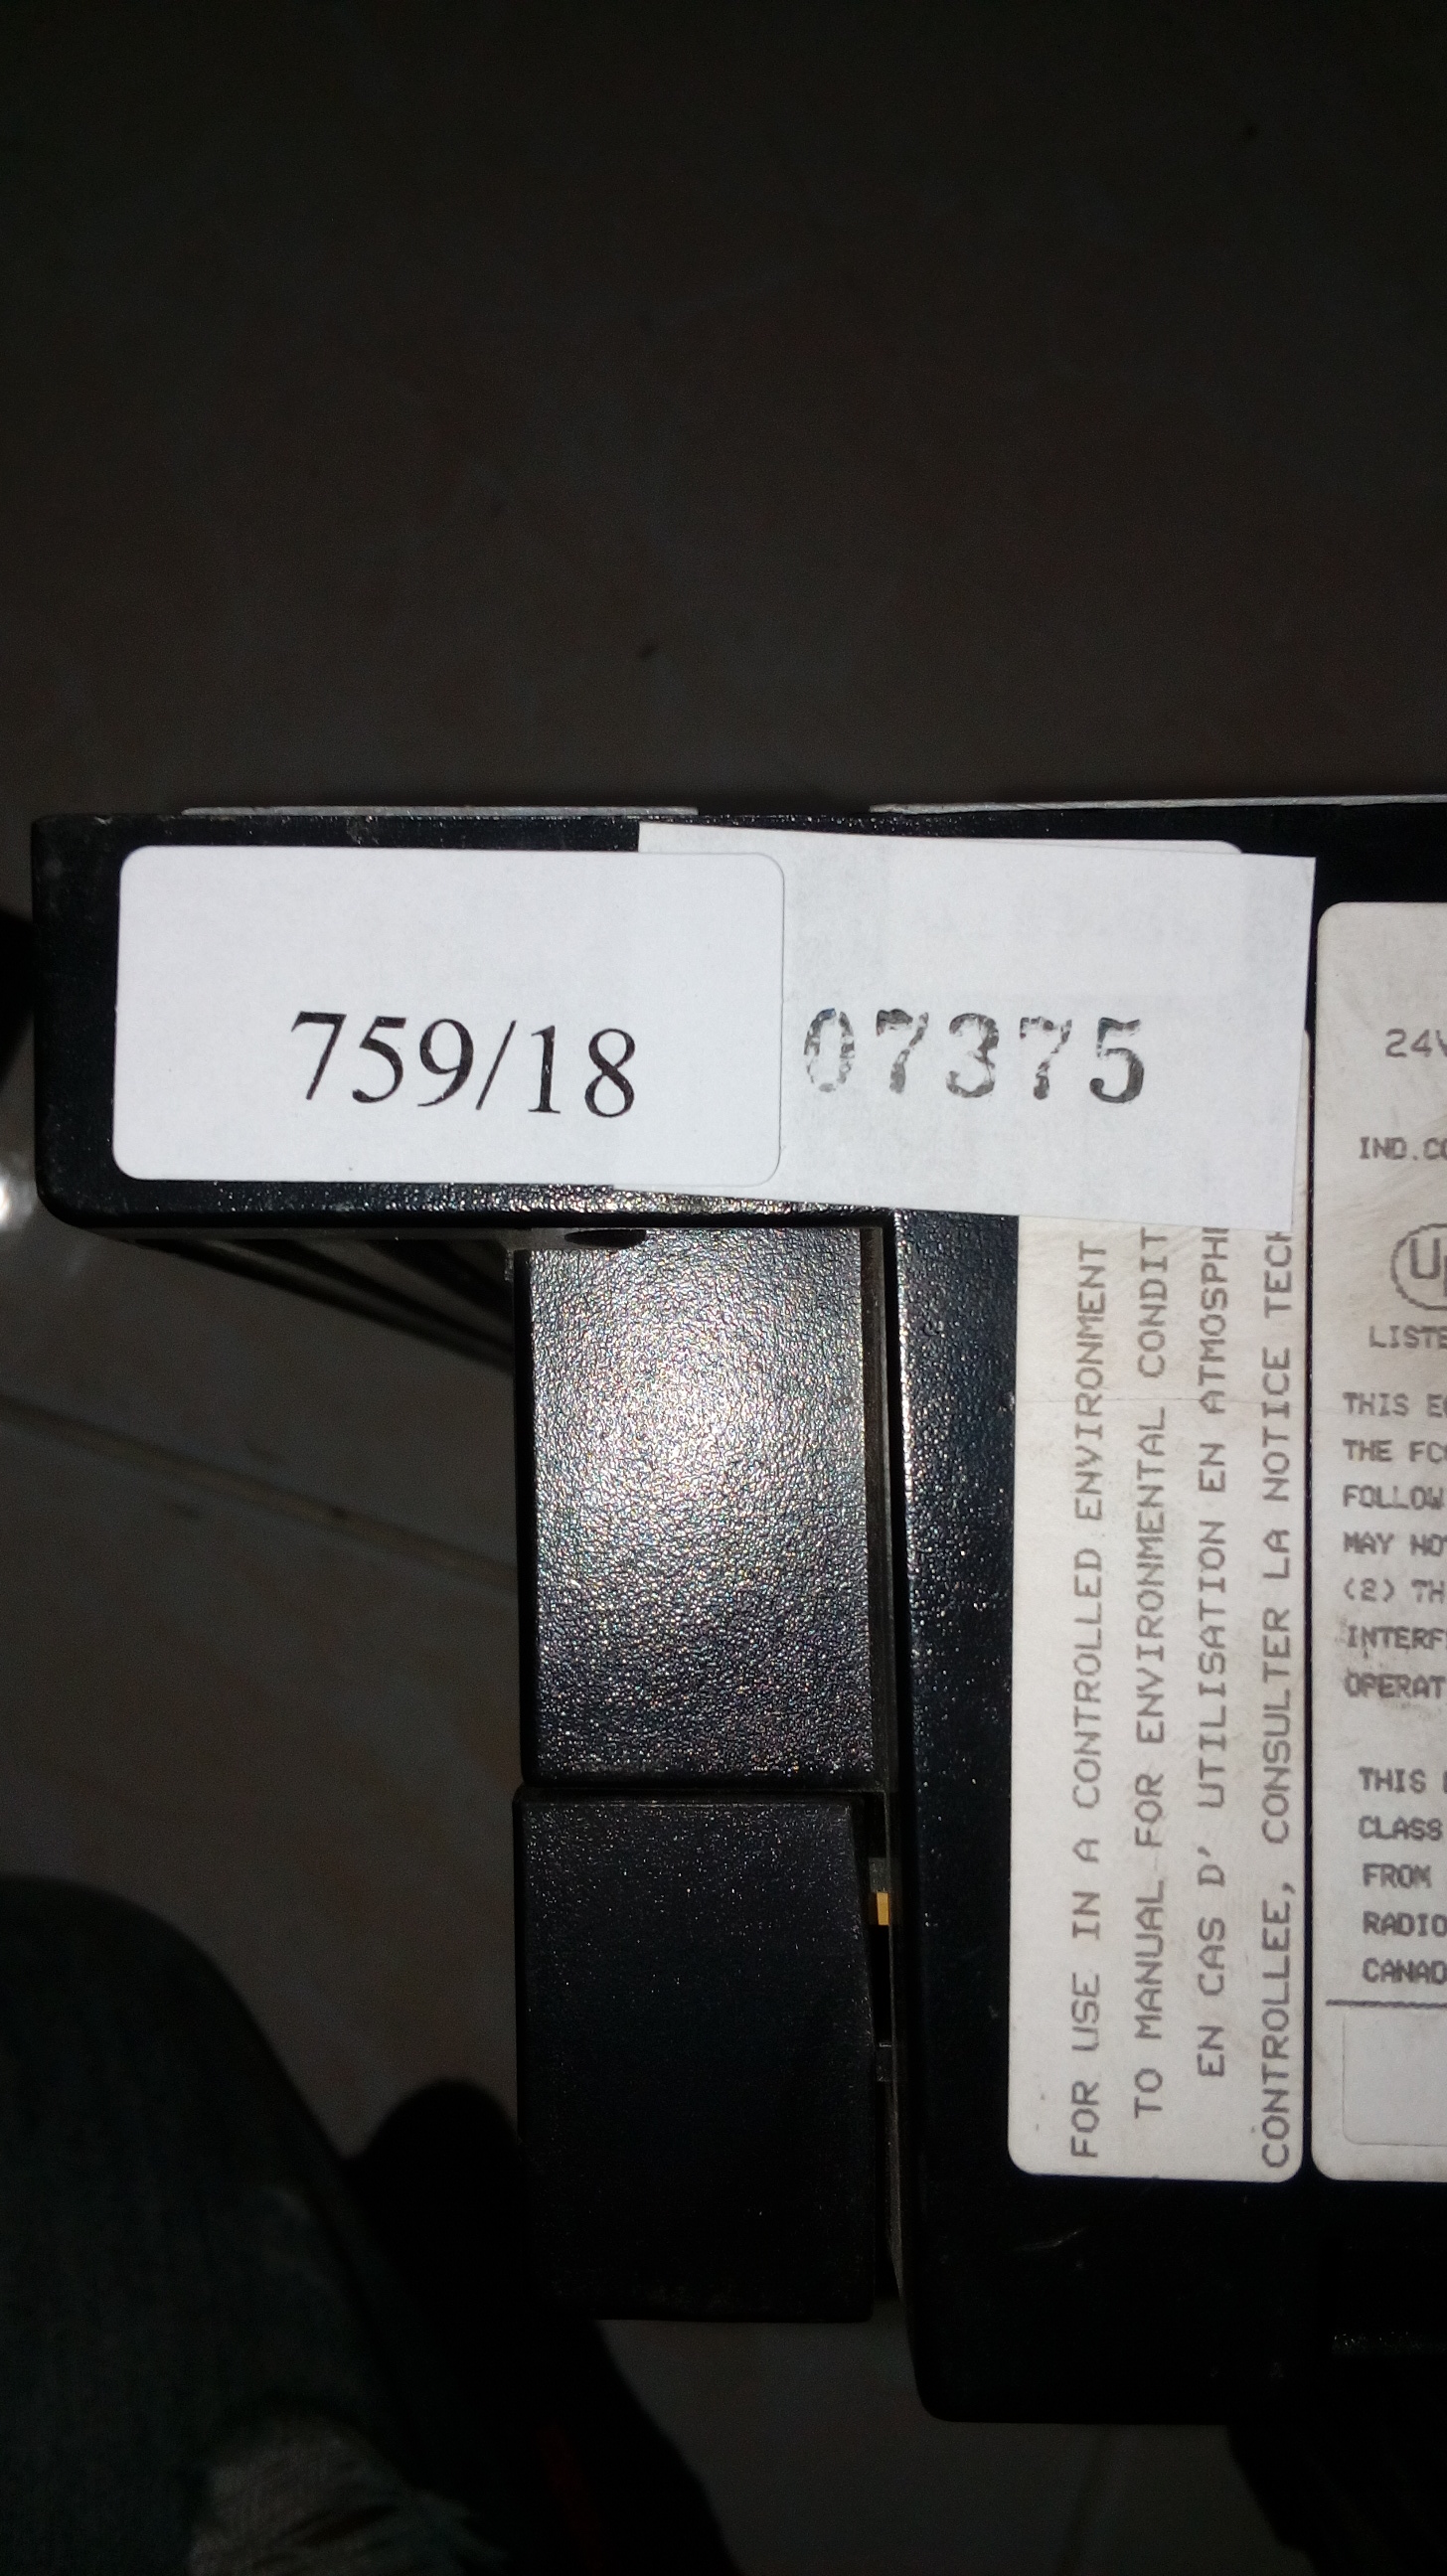 759/18
07375
FOR USE IN A CONTROLLED ENVIRONMENT
TO MANUAL FOR ENVIRONMENTAL CONDIT
EN CAS D' UTILISATION EN ATMOSPH
CONTROLLEE, CONSULTER LA NOTICE TECH
24V
IND.CO
LISTE
THIS E
THE FC
FOLLOW
MAY NO
(2) TH
INTERF
OPERAT
THIS
CLASS
FROM
RADIO
CANAD